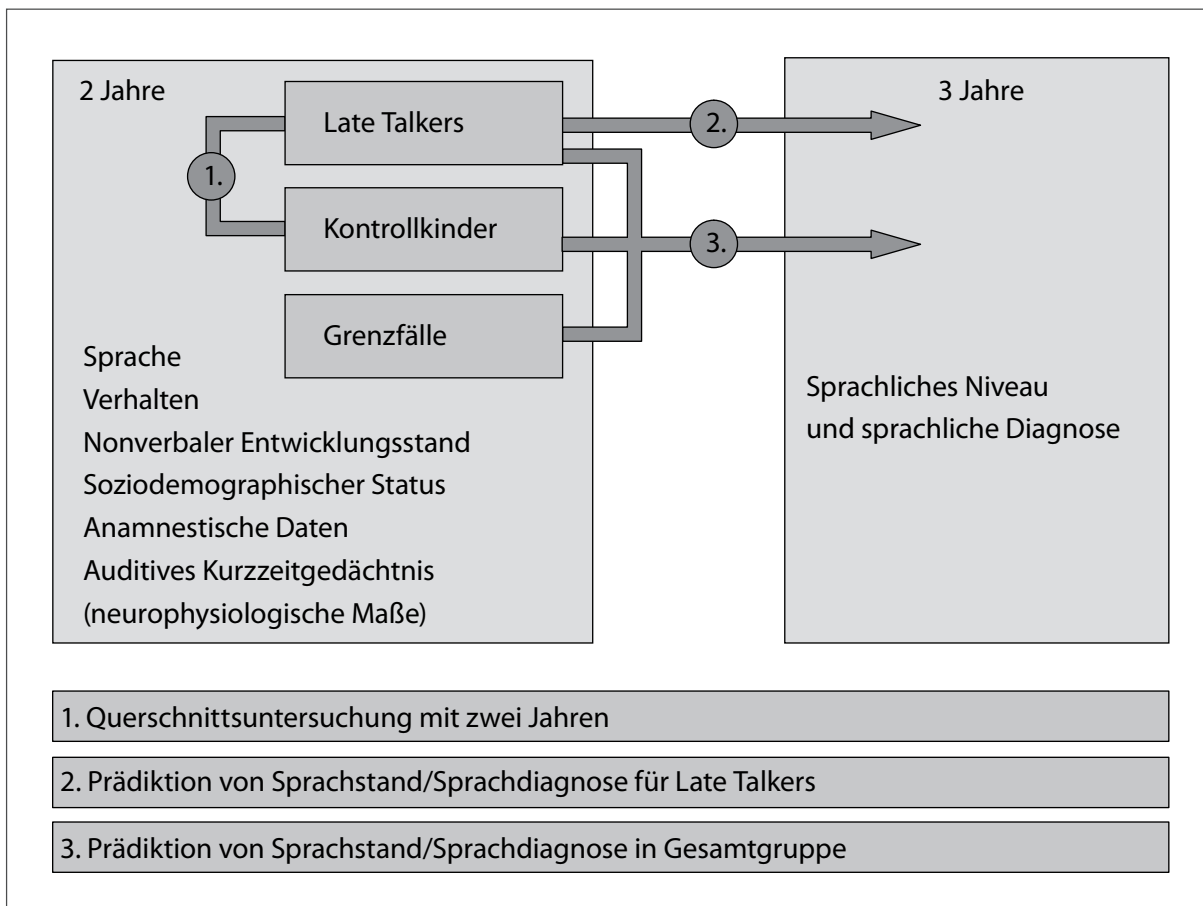 2 Jahre
Late Talkers
1.
Kontrollkinder
Grenzfälle
Sprache
Verhalten
Nonverbaler Entwicklungsstand
Soziodemographischer Status
Anamnestische Daten
Auditives Kurzzeitgedächtnis
(neurophysiologische Maße)
2.
3.
3 Jahre
Sprachliches Niveau
und sprachliche Diagnose
1. Querschnittsuntersuchung mit zwei Jahren
2. Prädiktion von Sprachstand/Sprachdiagnose für Late Talkers
3. Prädiktion von Sprachstand/Sprachdiagnose in Gesamtgruppe